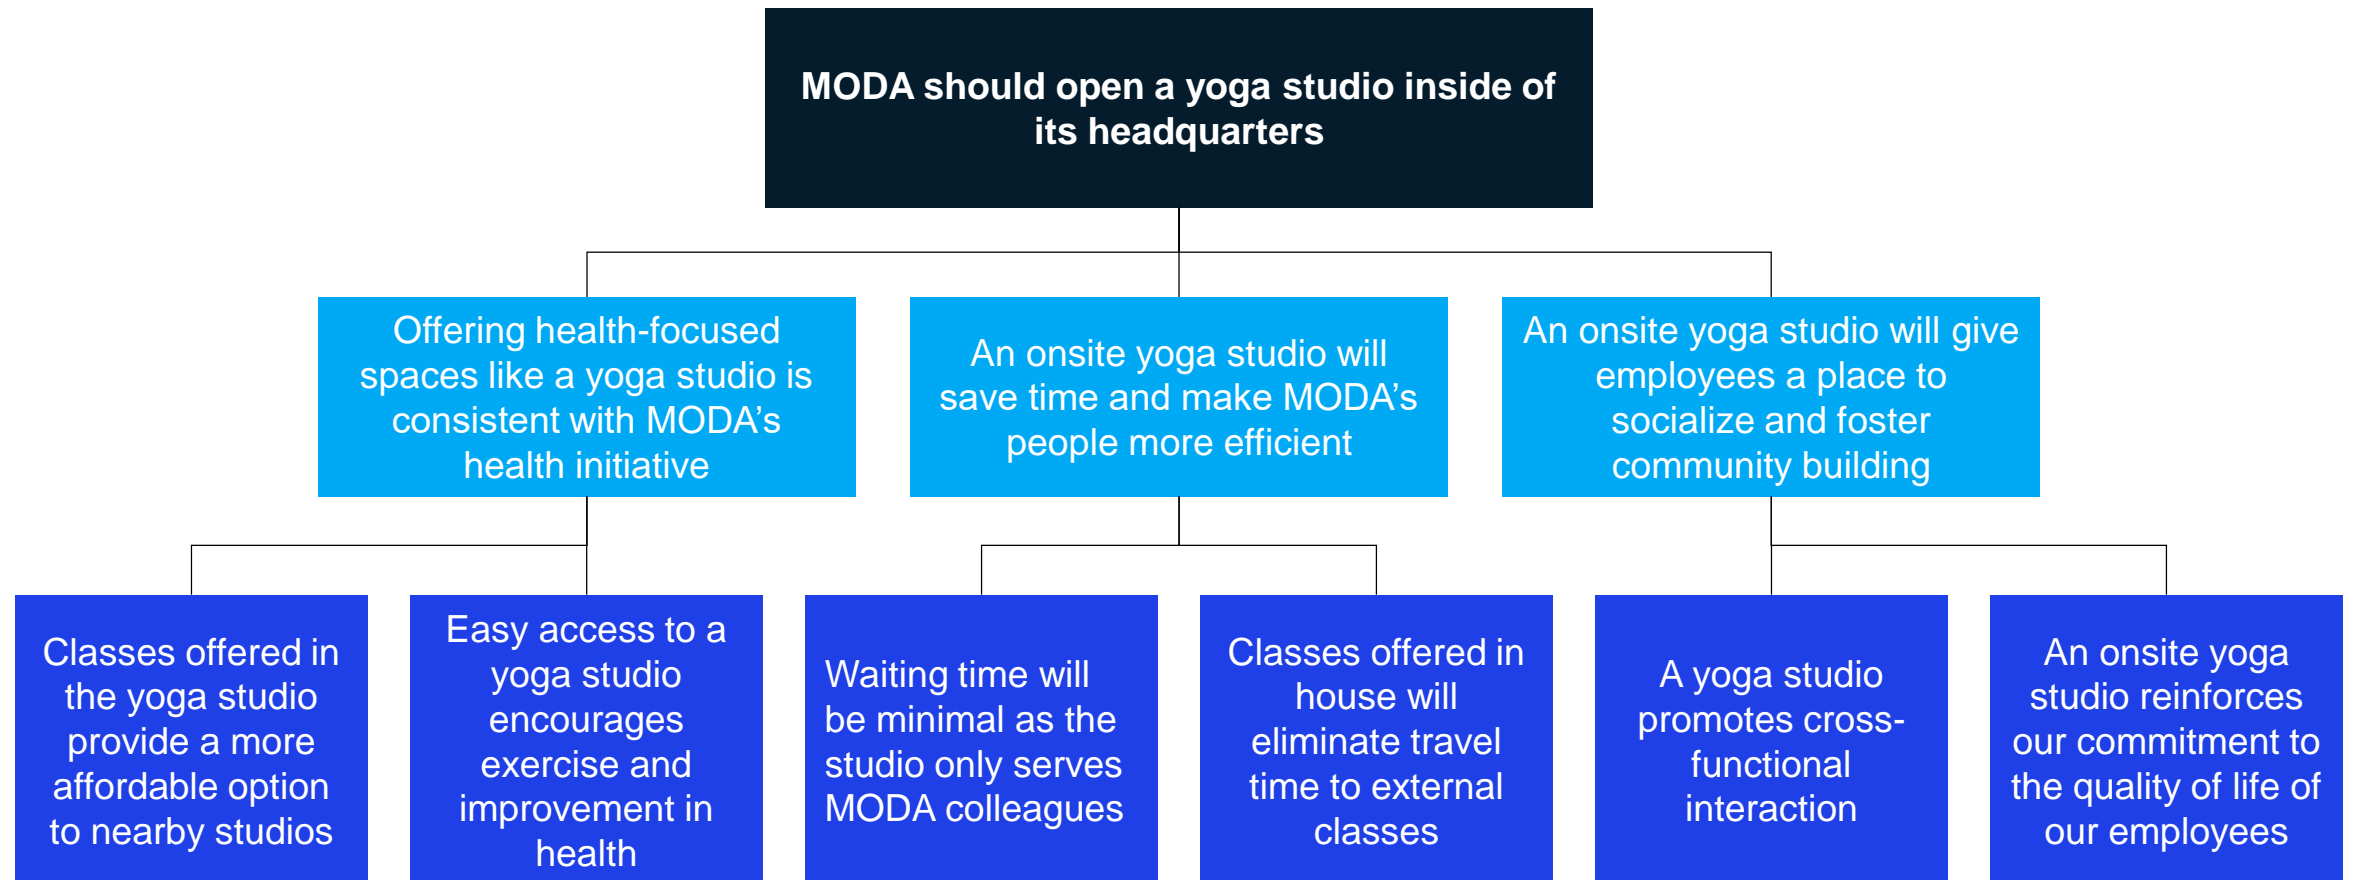 MODA should open a yoga studio inside of
its headquarters
Offering health-focused
spaces like a yoga studio is
consistent with MODA’s
health initiative
An onsite yoga studio will
save time and make MODA’s
people more efficient
An onsite yoga studio will give
employees a place to
socialize and foster
community building
Classes offered in
the yoga studio
provide a more
affordable option
to nearby studios
Easy access to a
yoga studio
encourages
exercise and
improvement in
health
Waiting time will
be minimal as the
studio only serves
MODA colleagues
Classes offered in
house will
eliminate travel
time to external
classes
A yoga studio
promotes cross-
functional
interaction
An onsite yoga
studio reinforces
our commitment to
the quality of life of
our employees